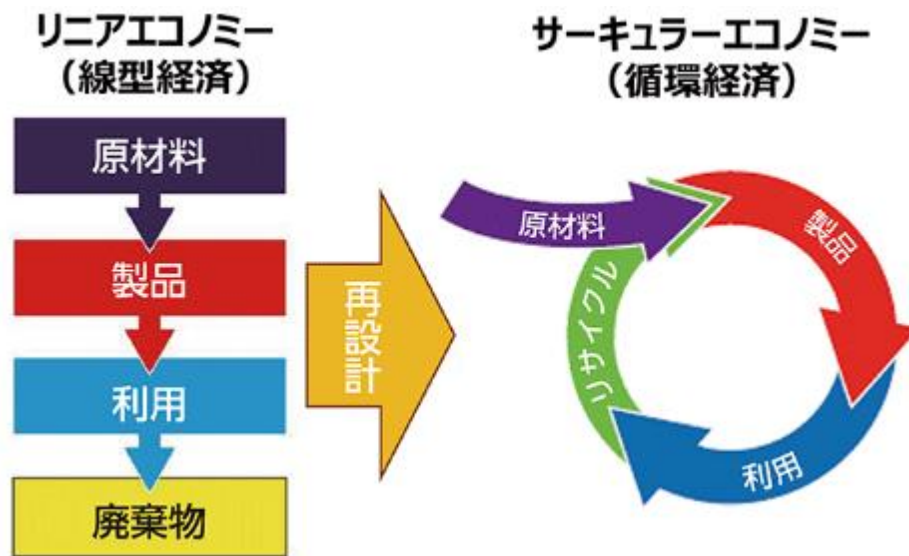 リニアエコノミー
（線型経済）
原材料
製品
利用
廃棄物
再設計
サーキュラーエコノミー
（循環経済）
原材料
製品
利用
リサイクル